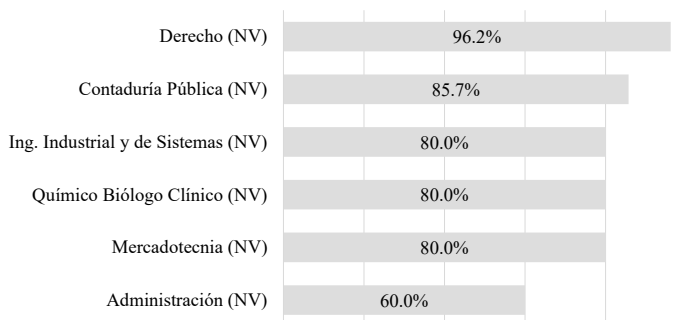 Derecho (NV) 96.2%
Contaduría Pública (NV) 85.7%
Ing. Industrial y de Sistemas (NV) 80.0%
Químico Biólogo Clínico (NV) 80.0%
Mercadotecnia (NV) 80.0%
Administración (NV) 60.0%